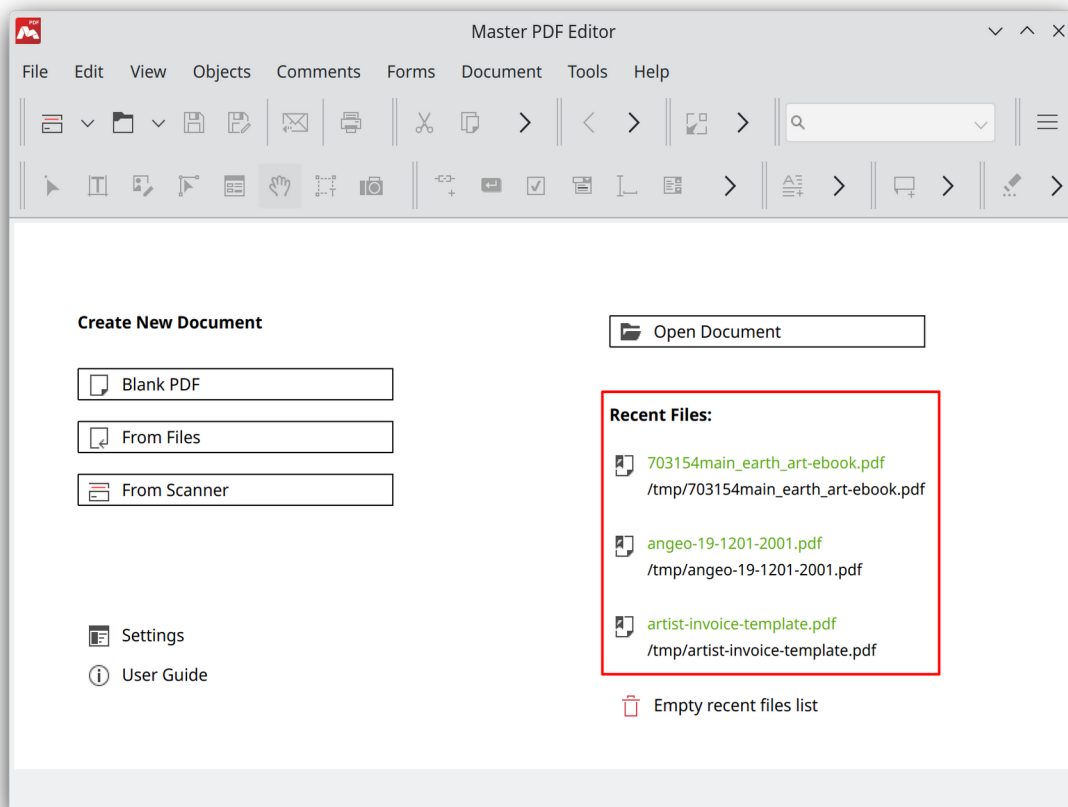 PDF
Master PDF Editor
File Edit View Objects Comments Forms Document Tools Help
Create New Document
Blank PDF
From Files
From Scanner
Settings
User Guide
Open Document
Recent Files:
703154main_earth_art-ebook.pdf
/tmp/703154main_earth_art-ebook.pdf
angeo-19-1201-2001.pdf
/tmp/angeo-19-1201-2001.pdf
artist-invoice-template.pdf
/tmp/artist-invoice-template.pdf
Empty recent files list